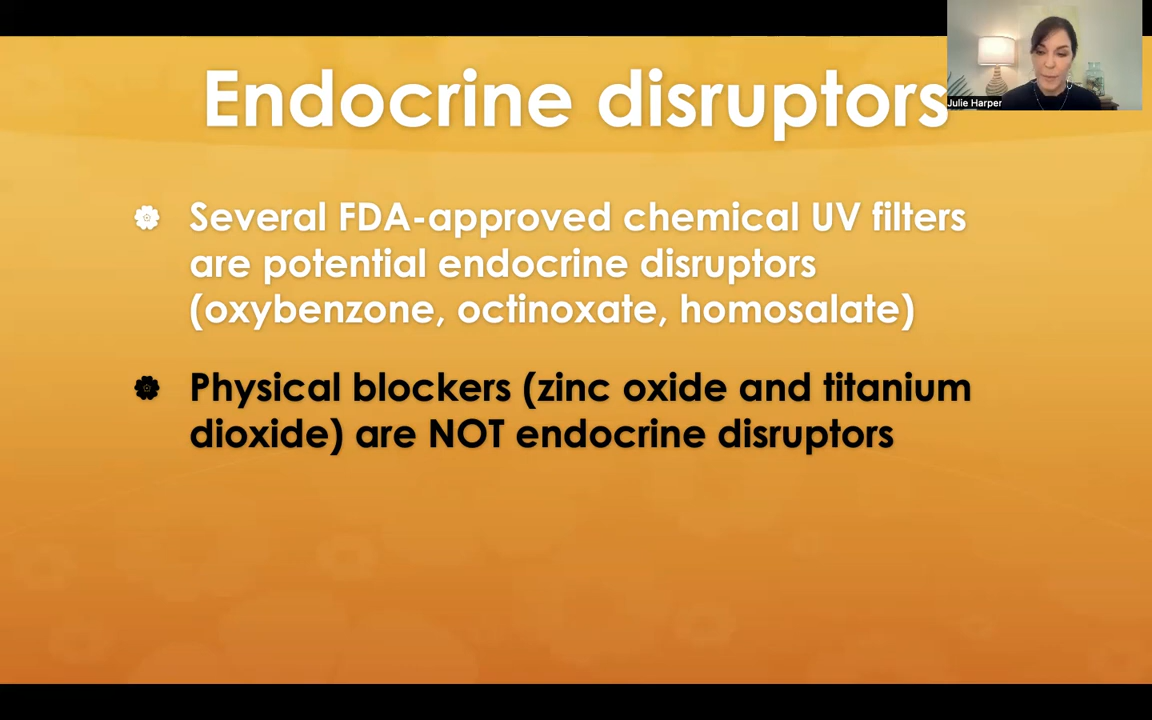 Endocrine disruptors
Julie Harper
Several FDA-approved chemical UV filters
are potential endocrine disruptors
(oxybenzone, octinoxate, homosalate)
Physical blockers (zinc oxide and titanium
dioxide) are NOT endocrine disruptors